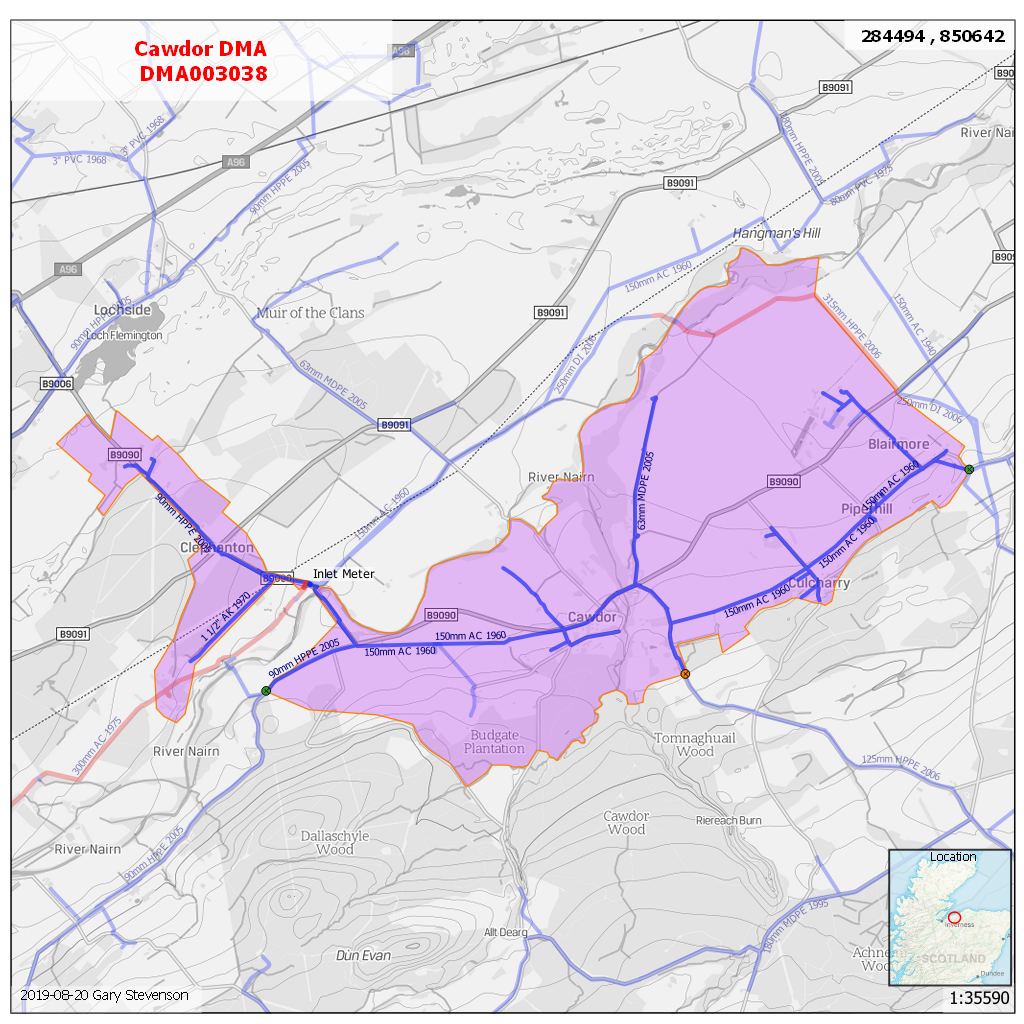 Cawdor DMA
DMA003038
284494 , 850642
A96
B9091
B90
River Nai
3" PVC 1968
3" PVC 1968
A96
90mm HPPE 2005
90mm HPPE 2004
80mm PVC 1975
B9091
Hangman's Hill
A96
B909
150mm AC 1960
Lochside
Loch Flemington
90mm HPPE 2005
Muir of the Clans
B9091
315mm HPPE 2006
150mm AC 1940
250mm DI 2006
B9006
63mm MDPE 2005
250mm DI 2006
B9091
B9090
Blairmore
River Nairn
B9090
63mm MDPE 2005
150mm AC 1960
90mm HPPE
150mm AC 1960
Piperhill
150mm AC 1960
Clephanton
B9090
Inlet Meter
Culcharry
1 1/2" AK 1970
B9090
Cawdor
150mm AC 1960
B9091
150mm AC 1960
150mm AC 1960
90mm HPPE 2005
300mm AC 1975
River Nairn
Budgate
Plantation
Tomnaghuail
Wood
125mm HPPE 2006
Cawdor
Wood
Riereach Burn
Dallaschyle
Wood
River Nairn
90mm HPPE 2005
Location
Inverness
SCOTLAND
Dundee
Allt Dearg
180mm MDPE 1995
Dùn Evan
Achne
Woo
2019-08-20 Gary Stevenson
1:35590